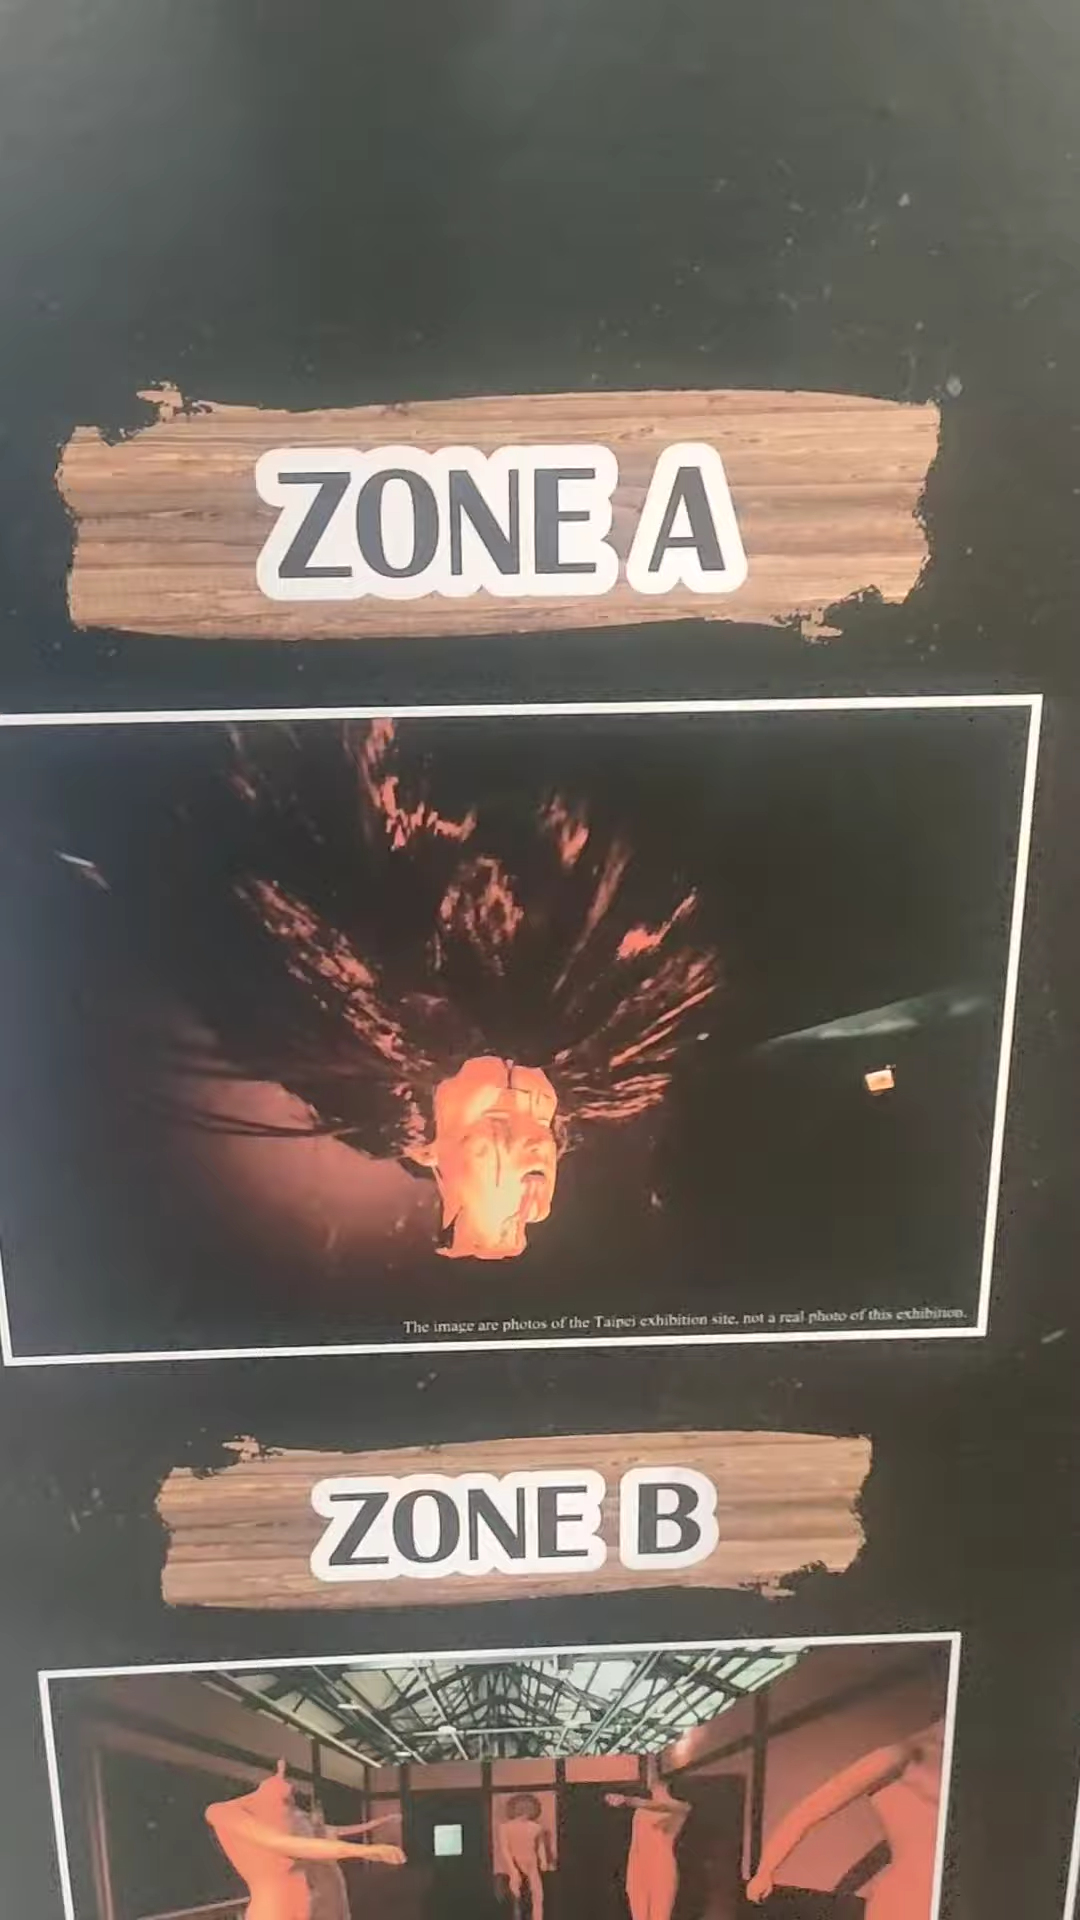 ZONE A
The image are photos of the Taipei exhibition site, not a real photo of this exhibition.
ZONE B